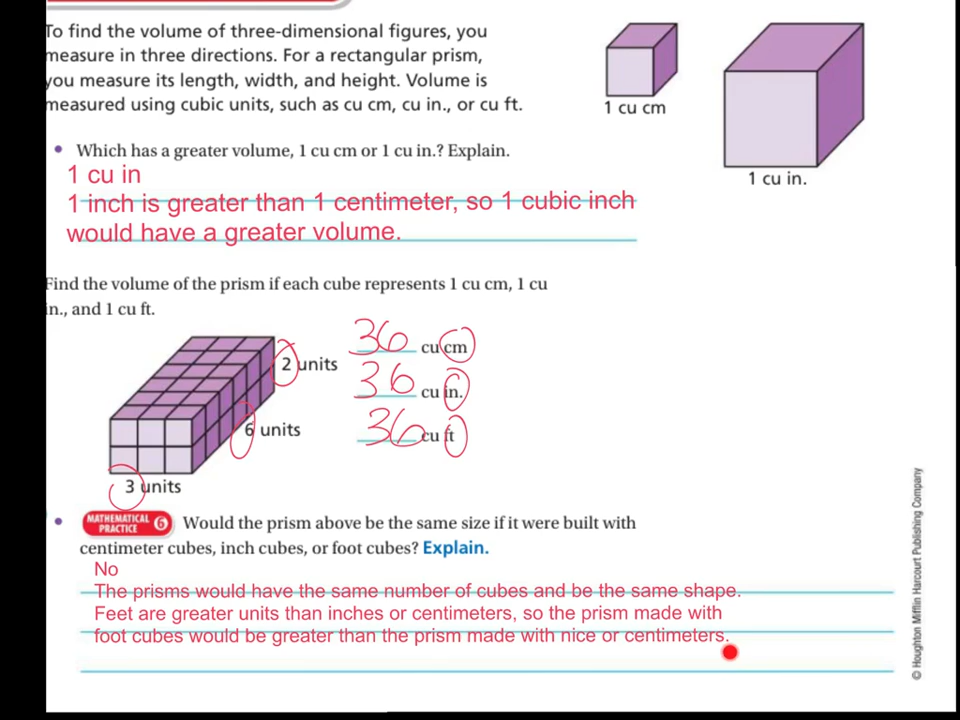 To find the volume of three-dimensional figures, you
measure in three directions. For a rectangular prism,
you measure its length, width, and height. Volume is
measured using cubic units, such as cu cm, cu in., or cu ft.
1 cu cm
1 cu in.
• Which has a greater volume, 1 cu cm or 1 cu in.? Explain.
1 cu in
1 inch is greater than 1 centimeter, so 1 cubic inch
would have a greater volume.
Find the volume of the prism if each cube represents 1 cu cm, 1 cu
in., and 1 cu ft.
2 units
6 units
3 units
36 cu cm
36 cu in.
36 cu ft
• MATHEMATICAL PRACTICE 6 Would the prism above be the same size if it were built with
centimeter cubes, inch cubes, or foot cubes? Explain.
No
The prisms would have the same number of cubes and be the same shape.
Feet are greater units than inches or centimeters, so the prism made with
foot cubes would be greater than the prism made with nice or centimeters.
© Houghton Mifflin Harcourt Publishing Company